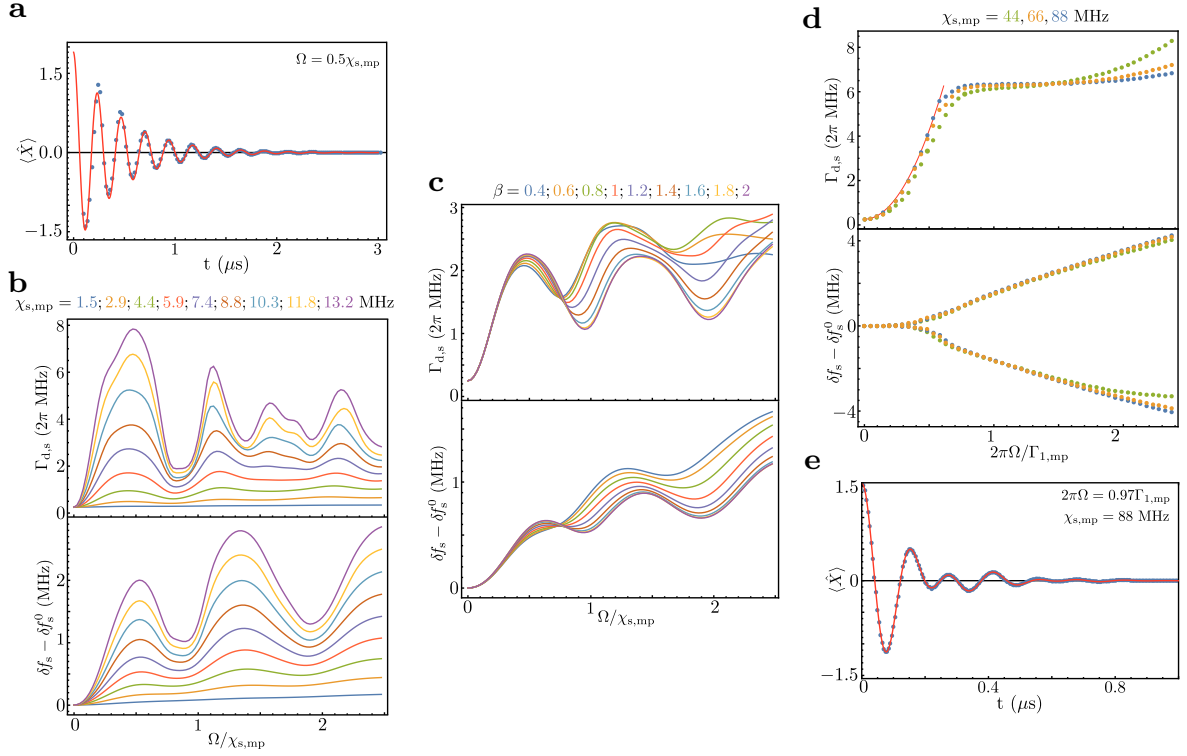 a
Ω = 0.5χs,mp
⟨X̂⟩
1.5
0.0
−1.5
0
1
2
3
t (μs)
b
χs,mp = 1.5; 2.9; 4.4; 5.9; 7.4; 8.8; 10.3; 11.8; 13.2 MHz
Γd,s (2π MHz)
8
6
4
2
0
δfs − δfs0 (MHz)
2
1
0
0
1
2
Ω/χs,mp
c
β = 0.4; 0.6; 0.8; 1; 1.2; 1.4; 1.6; 1.8; 2
Γd,s (2π MHz)
3
2
1
0
δfs − δfs0 (MHz)
1
0
0
1
2
Ω/χs,mp
d
χs,mp = 44, 66, 88 MHz
Γd,s (2π MHz)
8
6
4
2
0
δfs − δfs0 (MHz)
4
0
−4
0
1
2
2πΩ/Γ1,mp
e
2πΩ = 0.97Γ1,mp
χs,mp = 88 MHz
⟨X̂⟩
1.5
0
−1.5
0
0.4
0.8
t (μs)